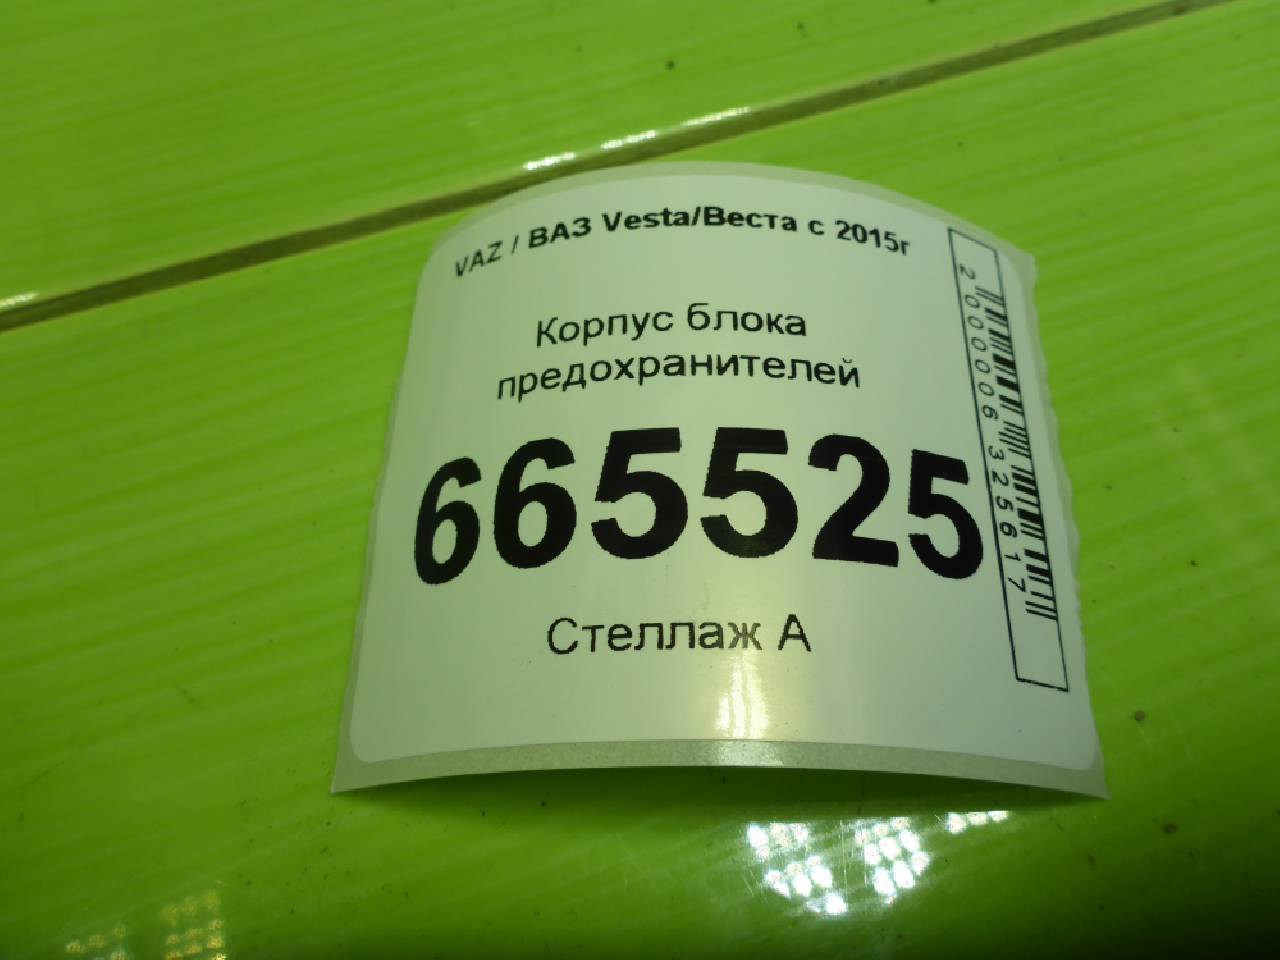 VAZ / ВАЗ Vesta/Веста с 2015г
Корпус блока
предохранителей
665525
Стеллаж А
2000006325617